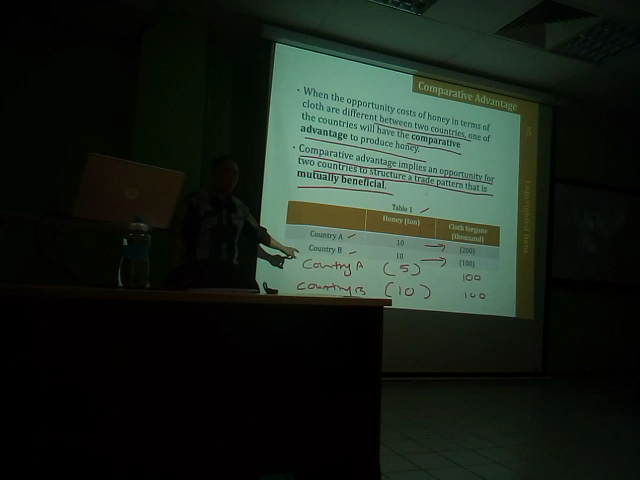 Comparative Advantage
• When the opportunity costs of honey in terms of
cloth are different between two countries, one of
the countries will have the comparative
advantage to produce honey.
• Comparative advantage implies an opportunity for
two countries to structure a trade pattern that is
mutually beneficial.
Table 1
Honey (ton) Cloth forgone
(thousand)
Country A 10 (200)
Country B 10 (100)
Country A (5) 100
Country B (10) 100